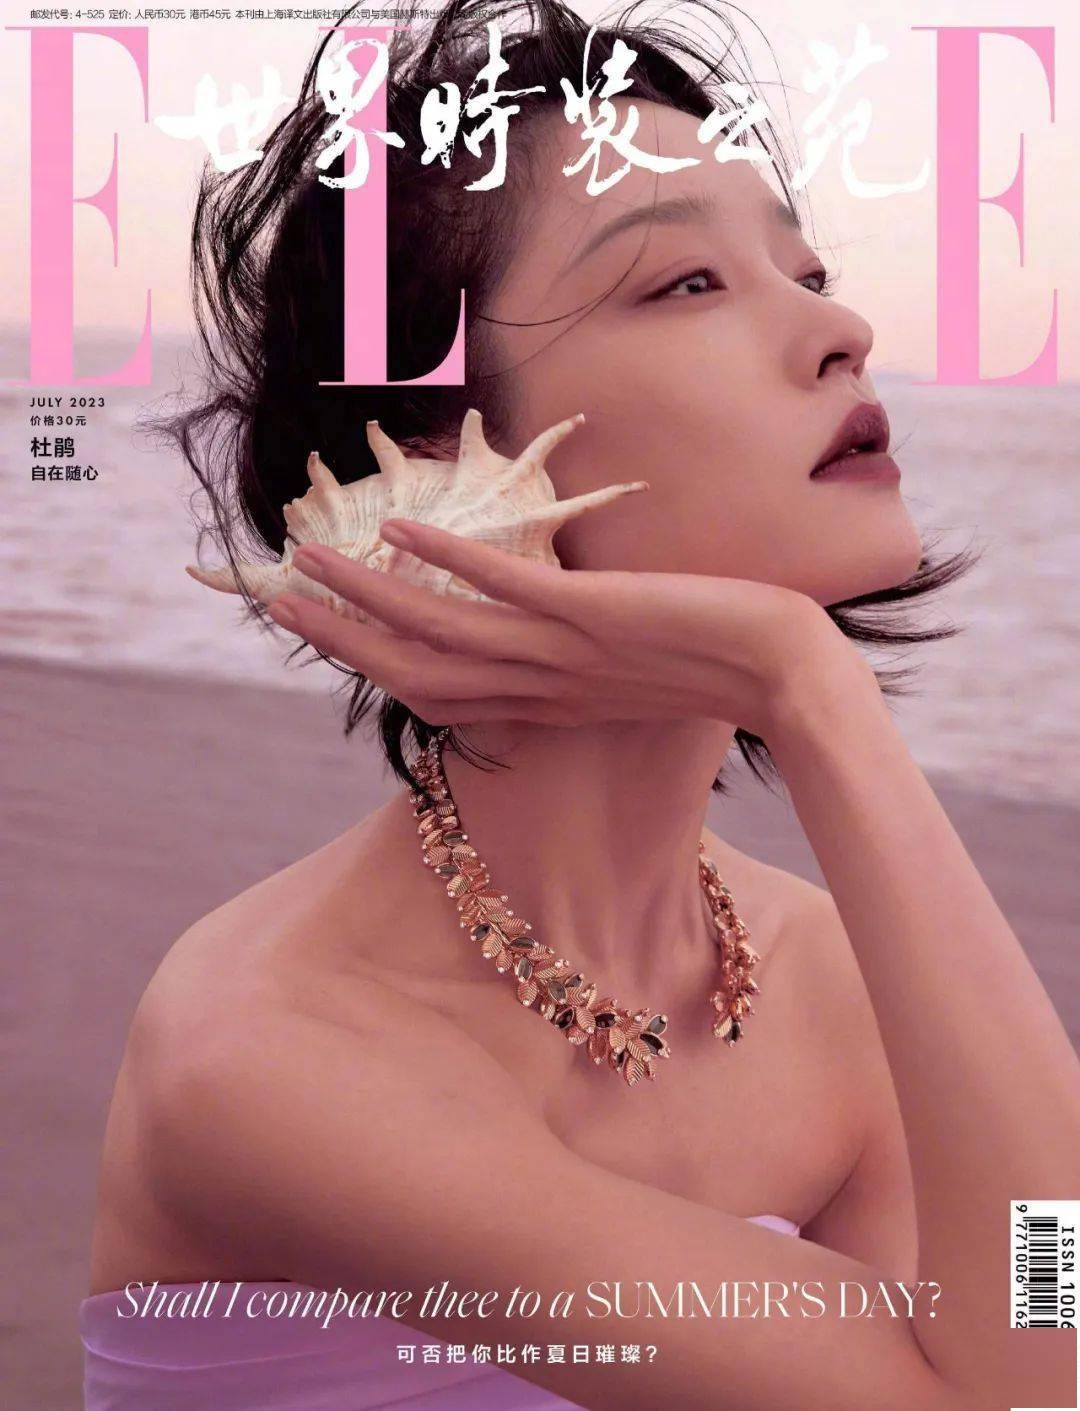 邮发代号: 4-525 定价: 人民币30元 港币45元 本刊由上海译文出版社有限公司与美国赫斯特出版
ELLE
世界時裝之苑
JULY 2023
价格30元
杜鹃
自在随心
Shall I compare thee to a SUMMER'S DAY?
可否把你比作夏日璀璨?
ISSN 1006
9 771006 116